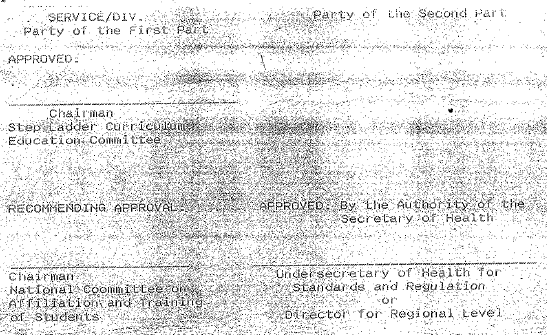 SERVICE/DIV.
Party of the First Part
Party of the Second Part
APPROVED:
Chairman
Step Ladder Curriculum
Education Committee
RECOMMENDING APPROVAL:
APPROVED: By the Authority of the
Secretary of Health
Chairman
National Coommittee on
Affiliation and Training
of Students
Undersecretary of Health for
Standards and Regulation
or
Director for Regional Level